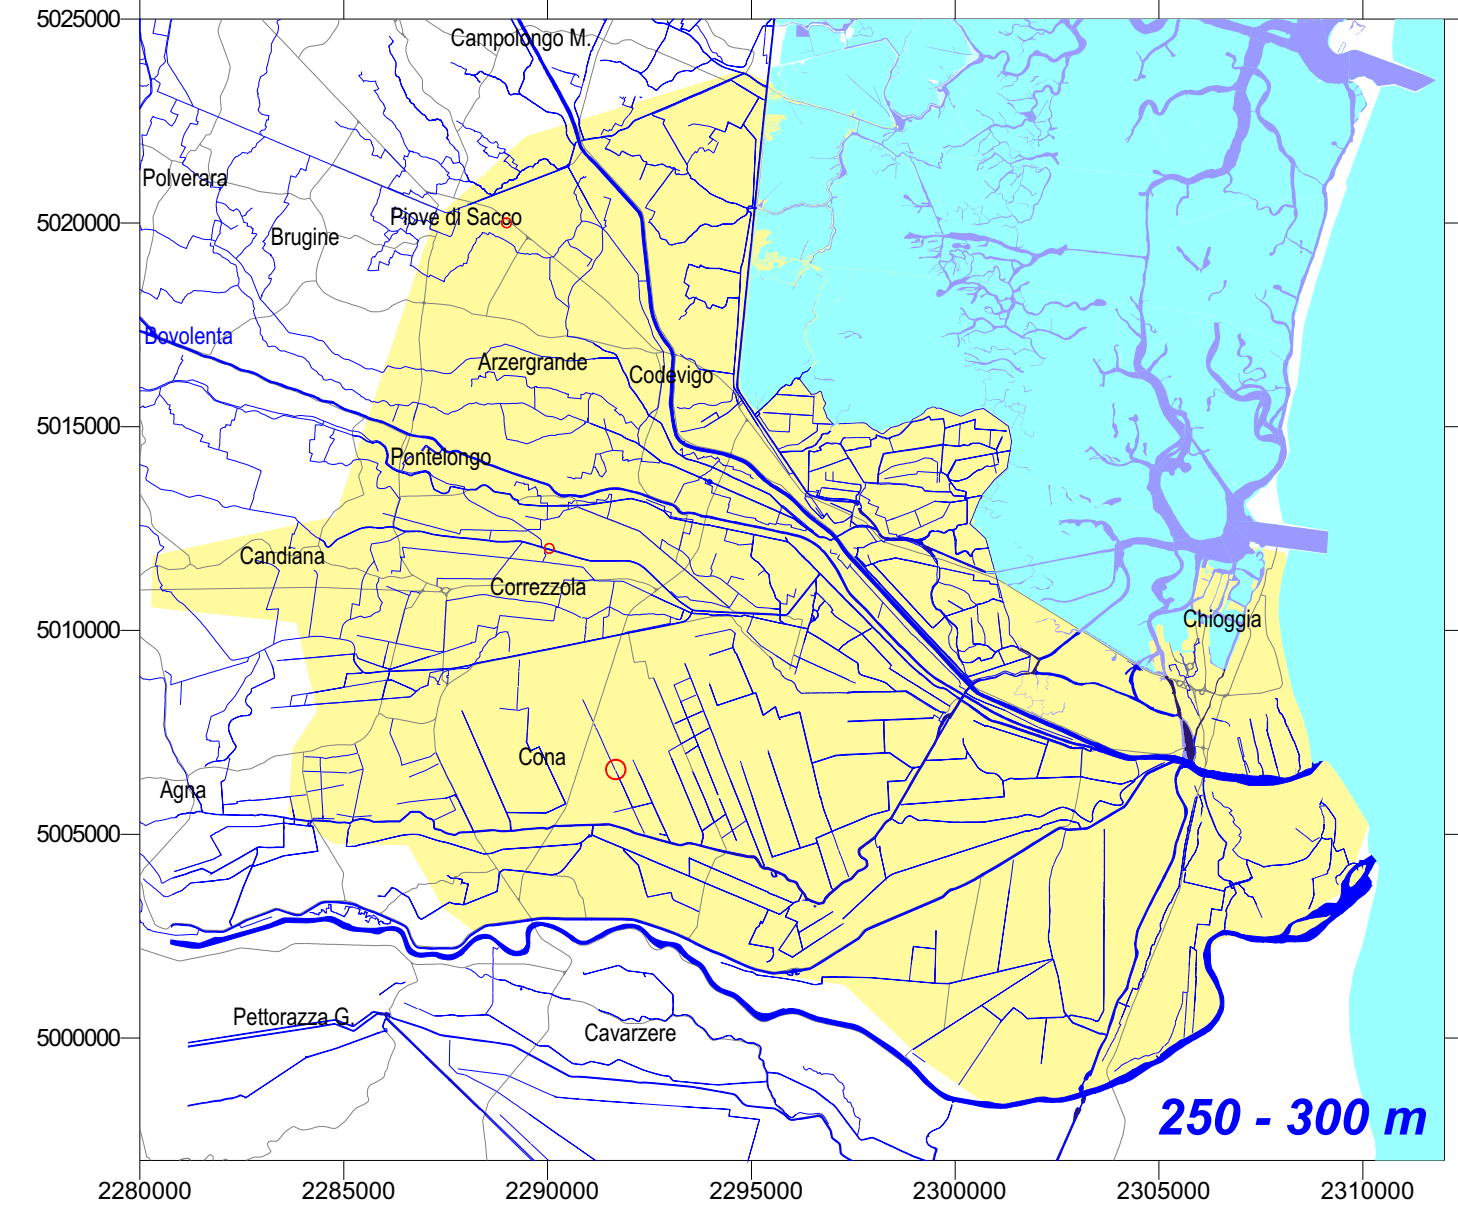 5025000
Campolongo M.
Polverara
5020000
Piove di Sacco
Brugine
Bovolenta
Arzergrande
Codevigo
5015000
Pontelongo
Candiana
Correzzola
5010000
Chioggia
Cona
Agna
5005000
Pettorazza G.
Cavarzere
5000000
250 - 300 m
2280000 2285000 2290000 2295000 2300000 2305000 2310000